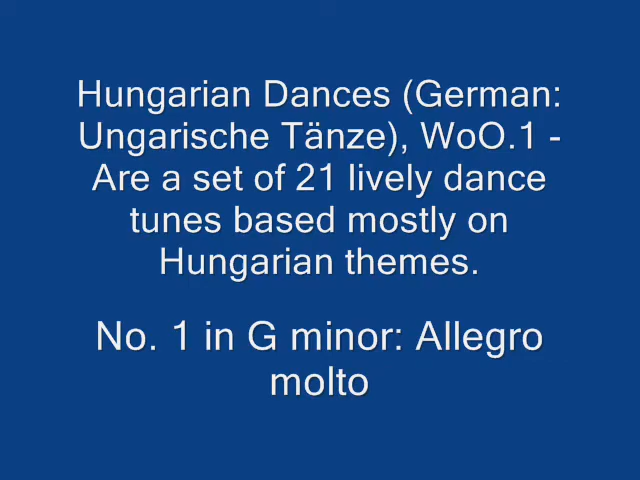 Hungarian Dances (German:
Ungarische Tänze), WoO.1 -
Are a set of 21 lively dance
tunes based mostly on
Hungarian themes.
No. 1 in G minor: Allegro
molto